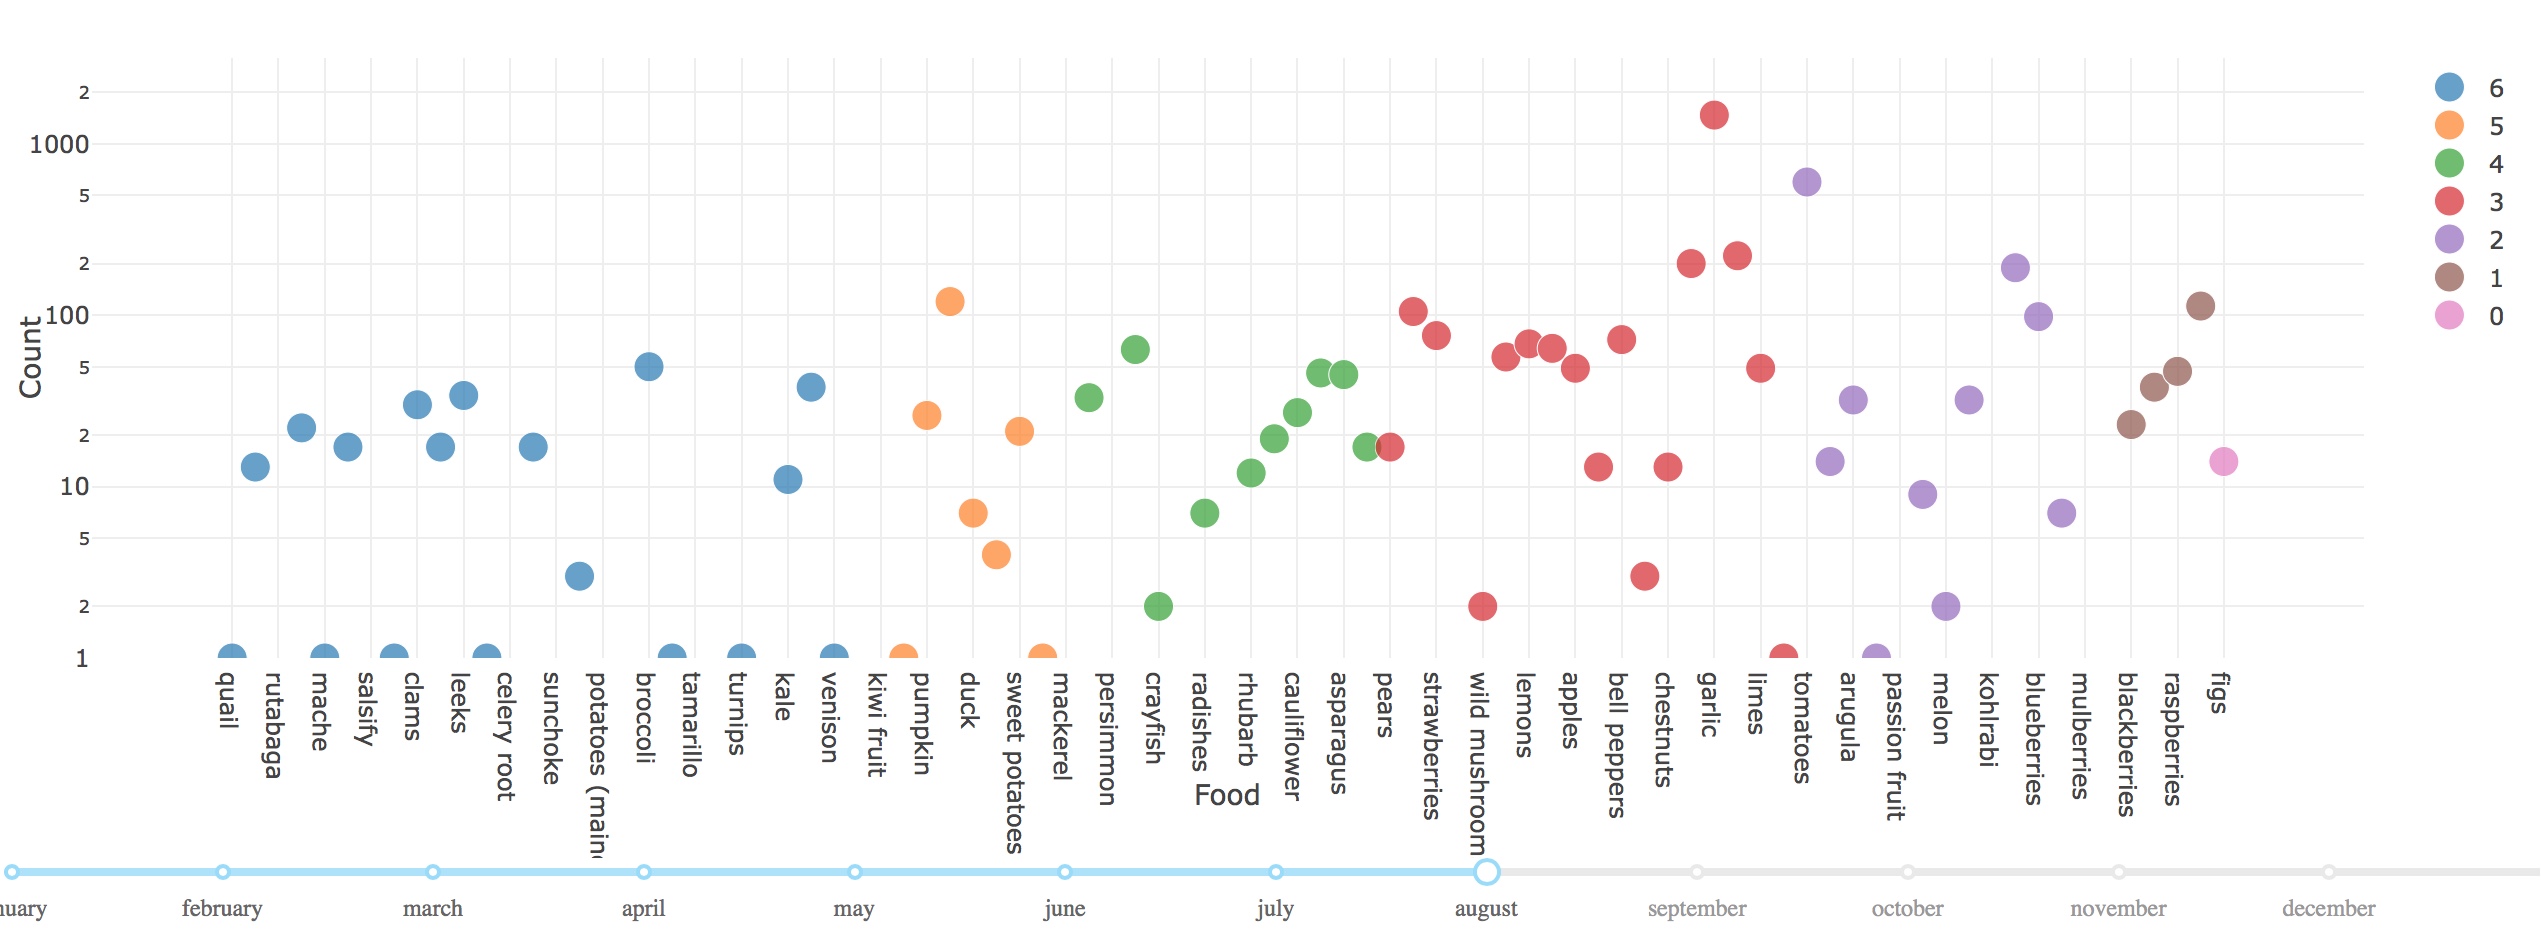 2
1000
5
2
100
5
2
10
5
2
1
Count
6
5
4
3
2
1
0
quail
rutabaga
mache
salsify
clams
leeks
celery root
sunchoke
potatoes (main
broccoli
tamarillo
turnips
kale
venison
kiwi fruit
pumpkin
duck
sweet potatoes
mackerel
persimmon
crayfish
radishes
rhubarb
cauliflower
asparagus
pears
strawberries
wild mushroom
lemons
apples
bell peppers
chestnuts
garlic
limes
tomatoes
arugula
passion fruit
melon
kohlrabi
blueberries
mulberries
blackberries
raspberries
figs
Food
nuary
february
march
april
may
june
july
august
september
october
november
december